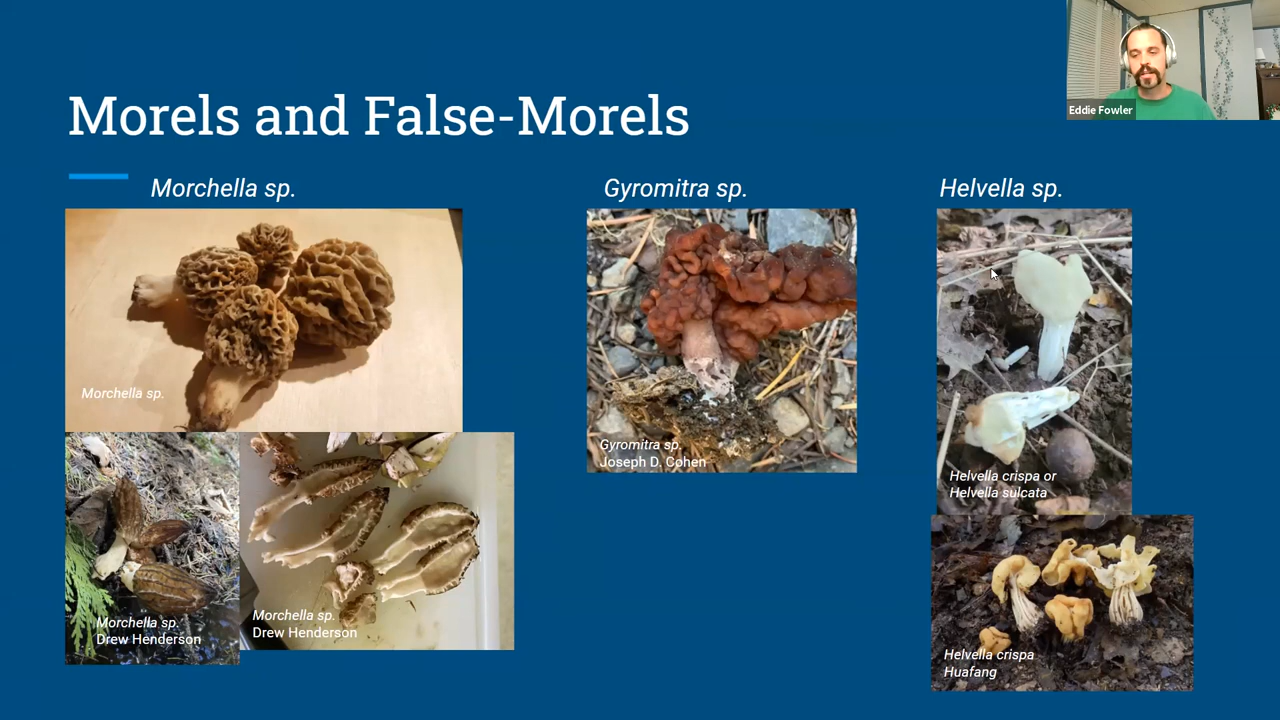 Eddie Fowler
Morels and False-Morels
Morchella sp.
Gyromitra sp.
Helvella sp.
Morchella sp.
Morchella sp.
Drew Henderson
Morchella sp.
Drew Henderson
Gyromitra sp.
Joseph D. Cohen
Helvella crispa or
Helvella sulcata
Helvella crispa
Huafang